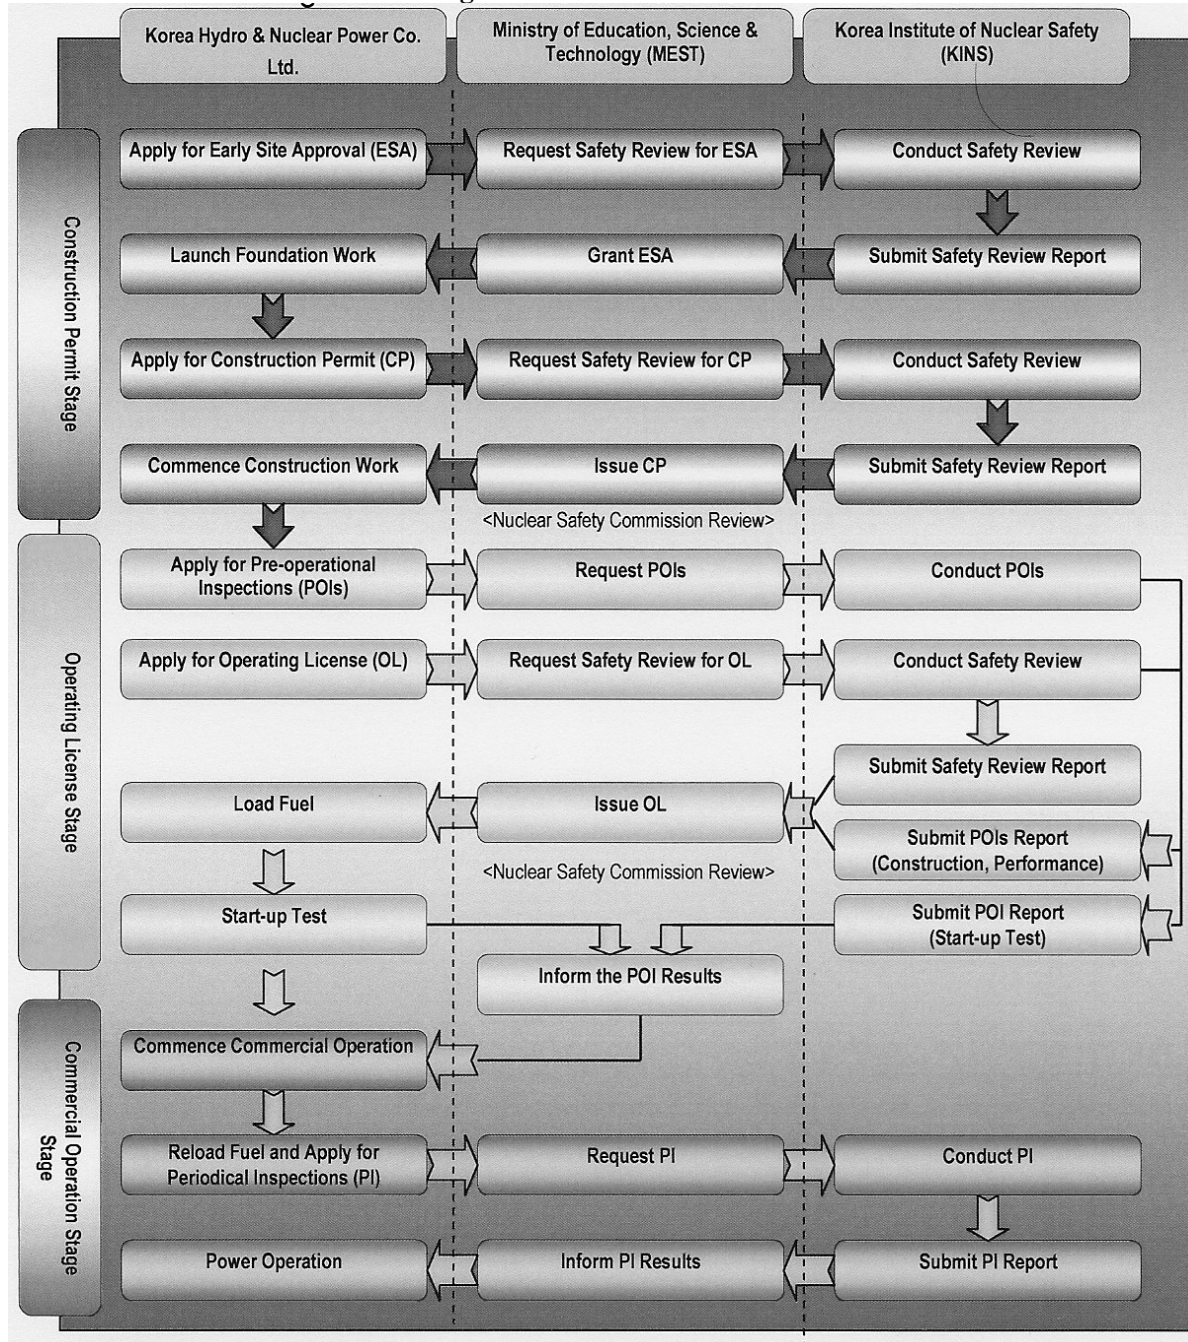 Korea Hydro & Nuclear Power Co.
Ltd.
Ministry of Education, Science &
Technology (MEST)
Korea Institute of Nuclear Safety
(KINS)
Construction Permit Stage
Apply for Early Site Approval (ESA)
Request Safety Review for ESA
Conduct Safety Review
Launch Foundation Work
Grant ESA
Submit Safety Review Report
Apply for Construction Permit (CP)
Request Safety Review for CP
Conduct Safety Review
Commence Construction Work
Issue CP
Submit Safety Review Report
<Nuclear Safety Commission Review>
Operating License Stage
Apply for Pre-operational
Inspections (POIs)
Request POIs
Conduct POIs
Apply for Operating License (OL)
Request Safety Review for OL
Conduct Safety Review
Submit Safety Review Report
Load Fuel
Issue OL
Submit POIs Report
(Construction, Performance)
<Nuclear Safety Commission Review>
Start-up Test
Submit POI Report
(Start-up Test)
Inform the POI Results
Commercial Operation Stage
Stage
Commence Commercial Operation
Reload Fuel and Apply for
Periodical Inspections (PI)
Request PI
Conduct PI
Power Operation
Inform PI Results
Submit PI Report